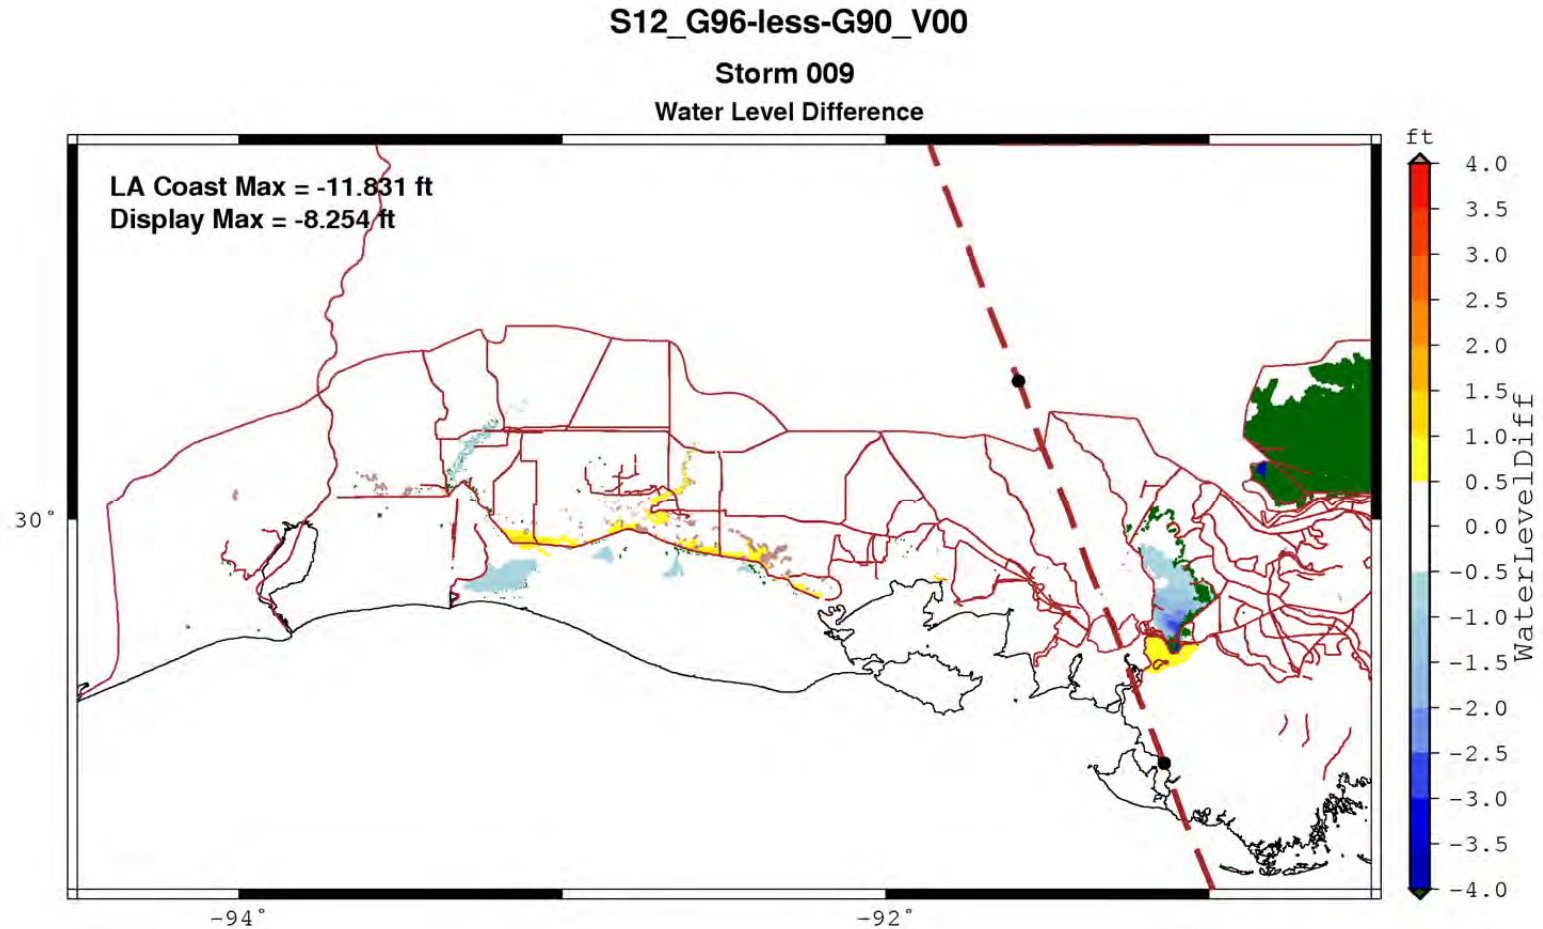 S12_G96-less-G90_V00
Storm 009
Water Level Difference
LA Coast Max = -11.831 ft
Display Max = -8.254 ft
ft
4.0
3.5
3.0
2.5
2.0
1.5
1.0
0.5
0.0
-0.5
-1.0
-1.5
-2.0
-2.5
-3.0
-3.5
-4.0
WaterLevelDiff
30°
-94°
-92°